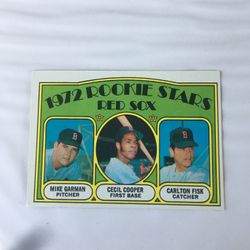 1972 ROOKIE STARS
RED SOX
MIKE GARMAN
PITCHER
CECIL COOPER
FIRST BASE
CARLTON FISK
CATCHER